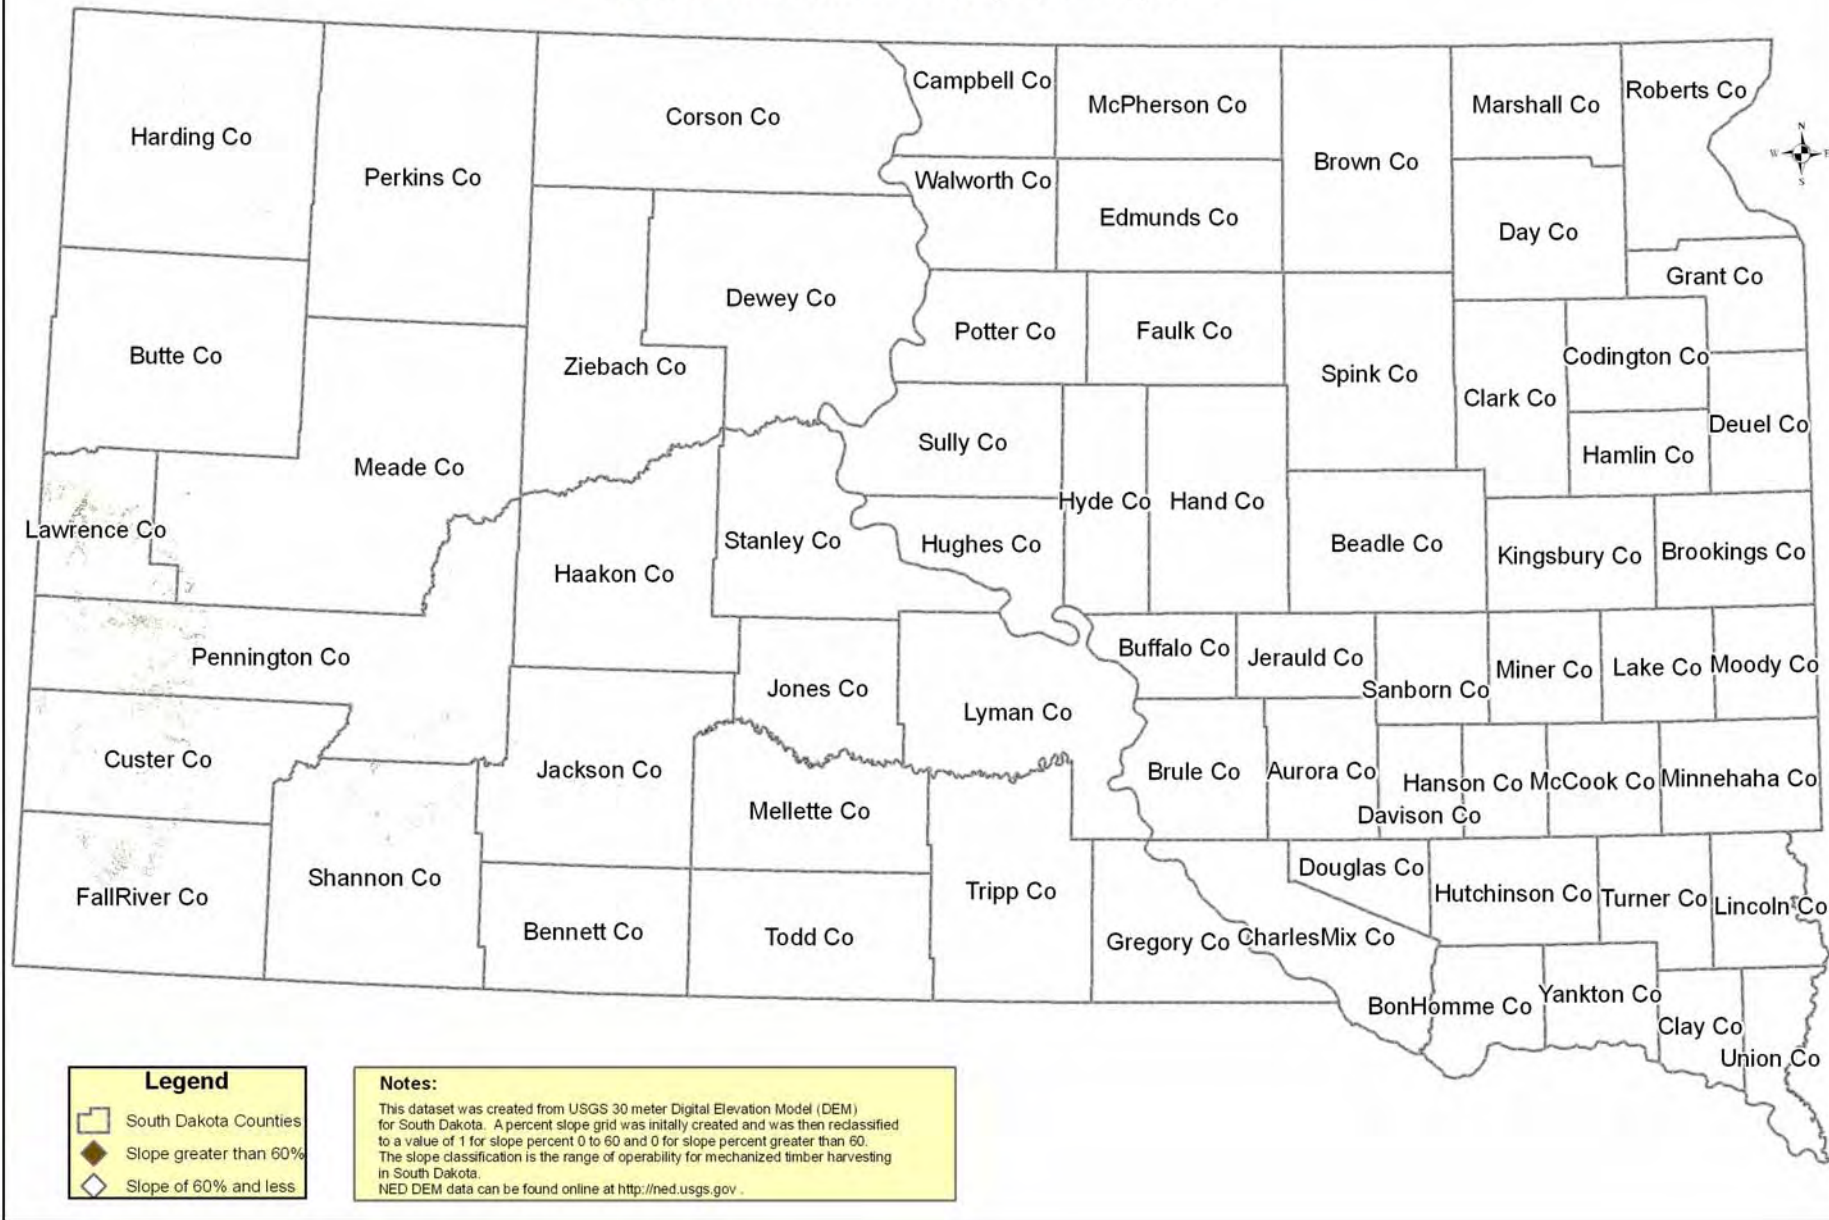 Campbell Co
Roberts Co
McPherson Co
Marshall Co
Corson Co
Harding Co
N
W
E
S
Brown Co
Perkins Co
Walworth Co
Edmunds Co
Day Co
Grant Co
Dewey Co
Potter Co
Faulk Co
Butte Co
Codington Co
Ziebach Co
Spink Co
Clark Co
Deuel Co
Sully Co
Hamlin Co
Meade Co
Hyde Co
Hand Co
Lawrence Co
Stanley Co
Hughes Co
Beadle Co
Kingsbury Co
Brookings Co
Haakon Co
Buffalo Co
Jerauld Co
Pennington Co
Miner Co
Lake Co
Moody Co
Jones Co
Sanborn Co
Lyman Co
Custer Co
Jackson Co
Brule Co
Aurora Co
Hanson Co
McCook Co
Minnehaha Co
Mellette Co
Davison Co
Douglas Co
Shannon Co
Tripp Co
Hutchinson Co
Turner Co
FallRiver Co
Lincoln Co
Bennett Co
Todd Co
Gregory Co
CharlesMix Co
BonHomme Co
Yankton Co
Clay Co
Union Co
Legend
South Dakota Counties
Slope greater than 60%
Slope of 60% and less
Notes:
This dataset was created from USGS 30 meter Digital Elevation Model (DEM)
for South Dakota. A percent slope grid was initally created and was then reclassified
to a value of 1 for slope percent 0 to 60 and 0 for slope percent greater than 60.
The slope classification is the range of operability for mechanized timber harvesting
in South Dakota.
NED DEM data can be found online at http://ned.usgs.gov .